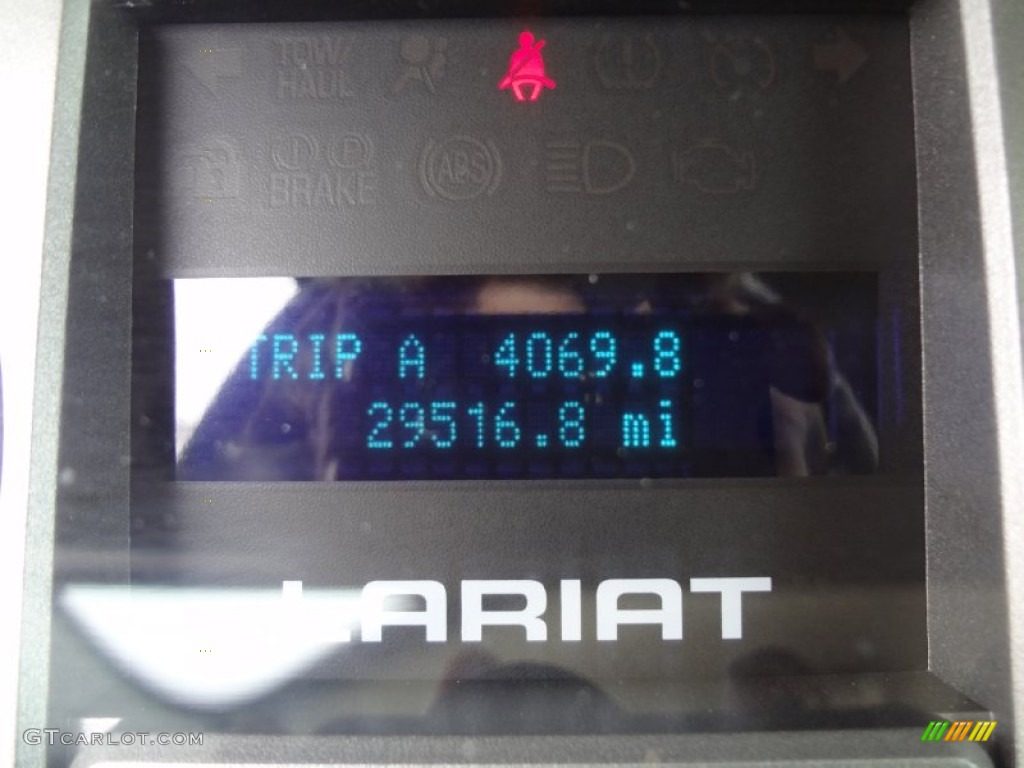 TOW/
HAUL
BRAKE
ABS
TRIP A 4069.8
29516.8 mi
LARIAT
GTCARLOT.COM